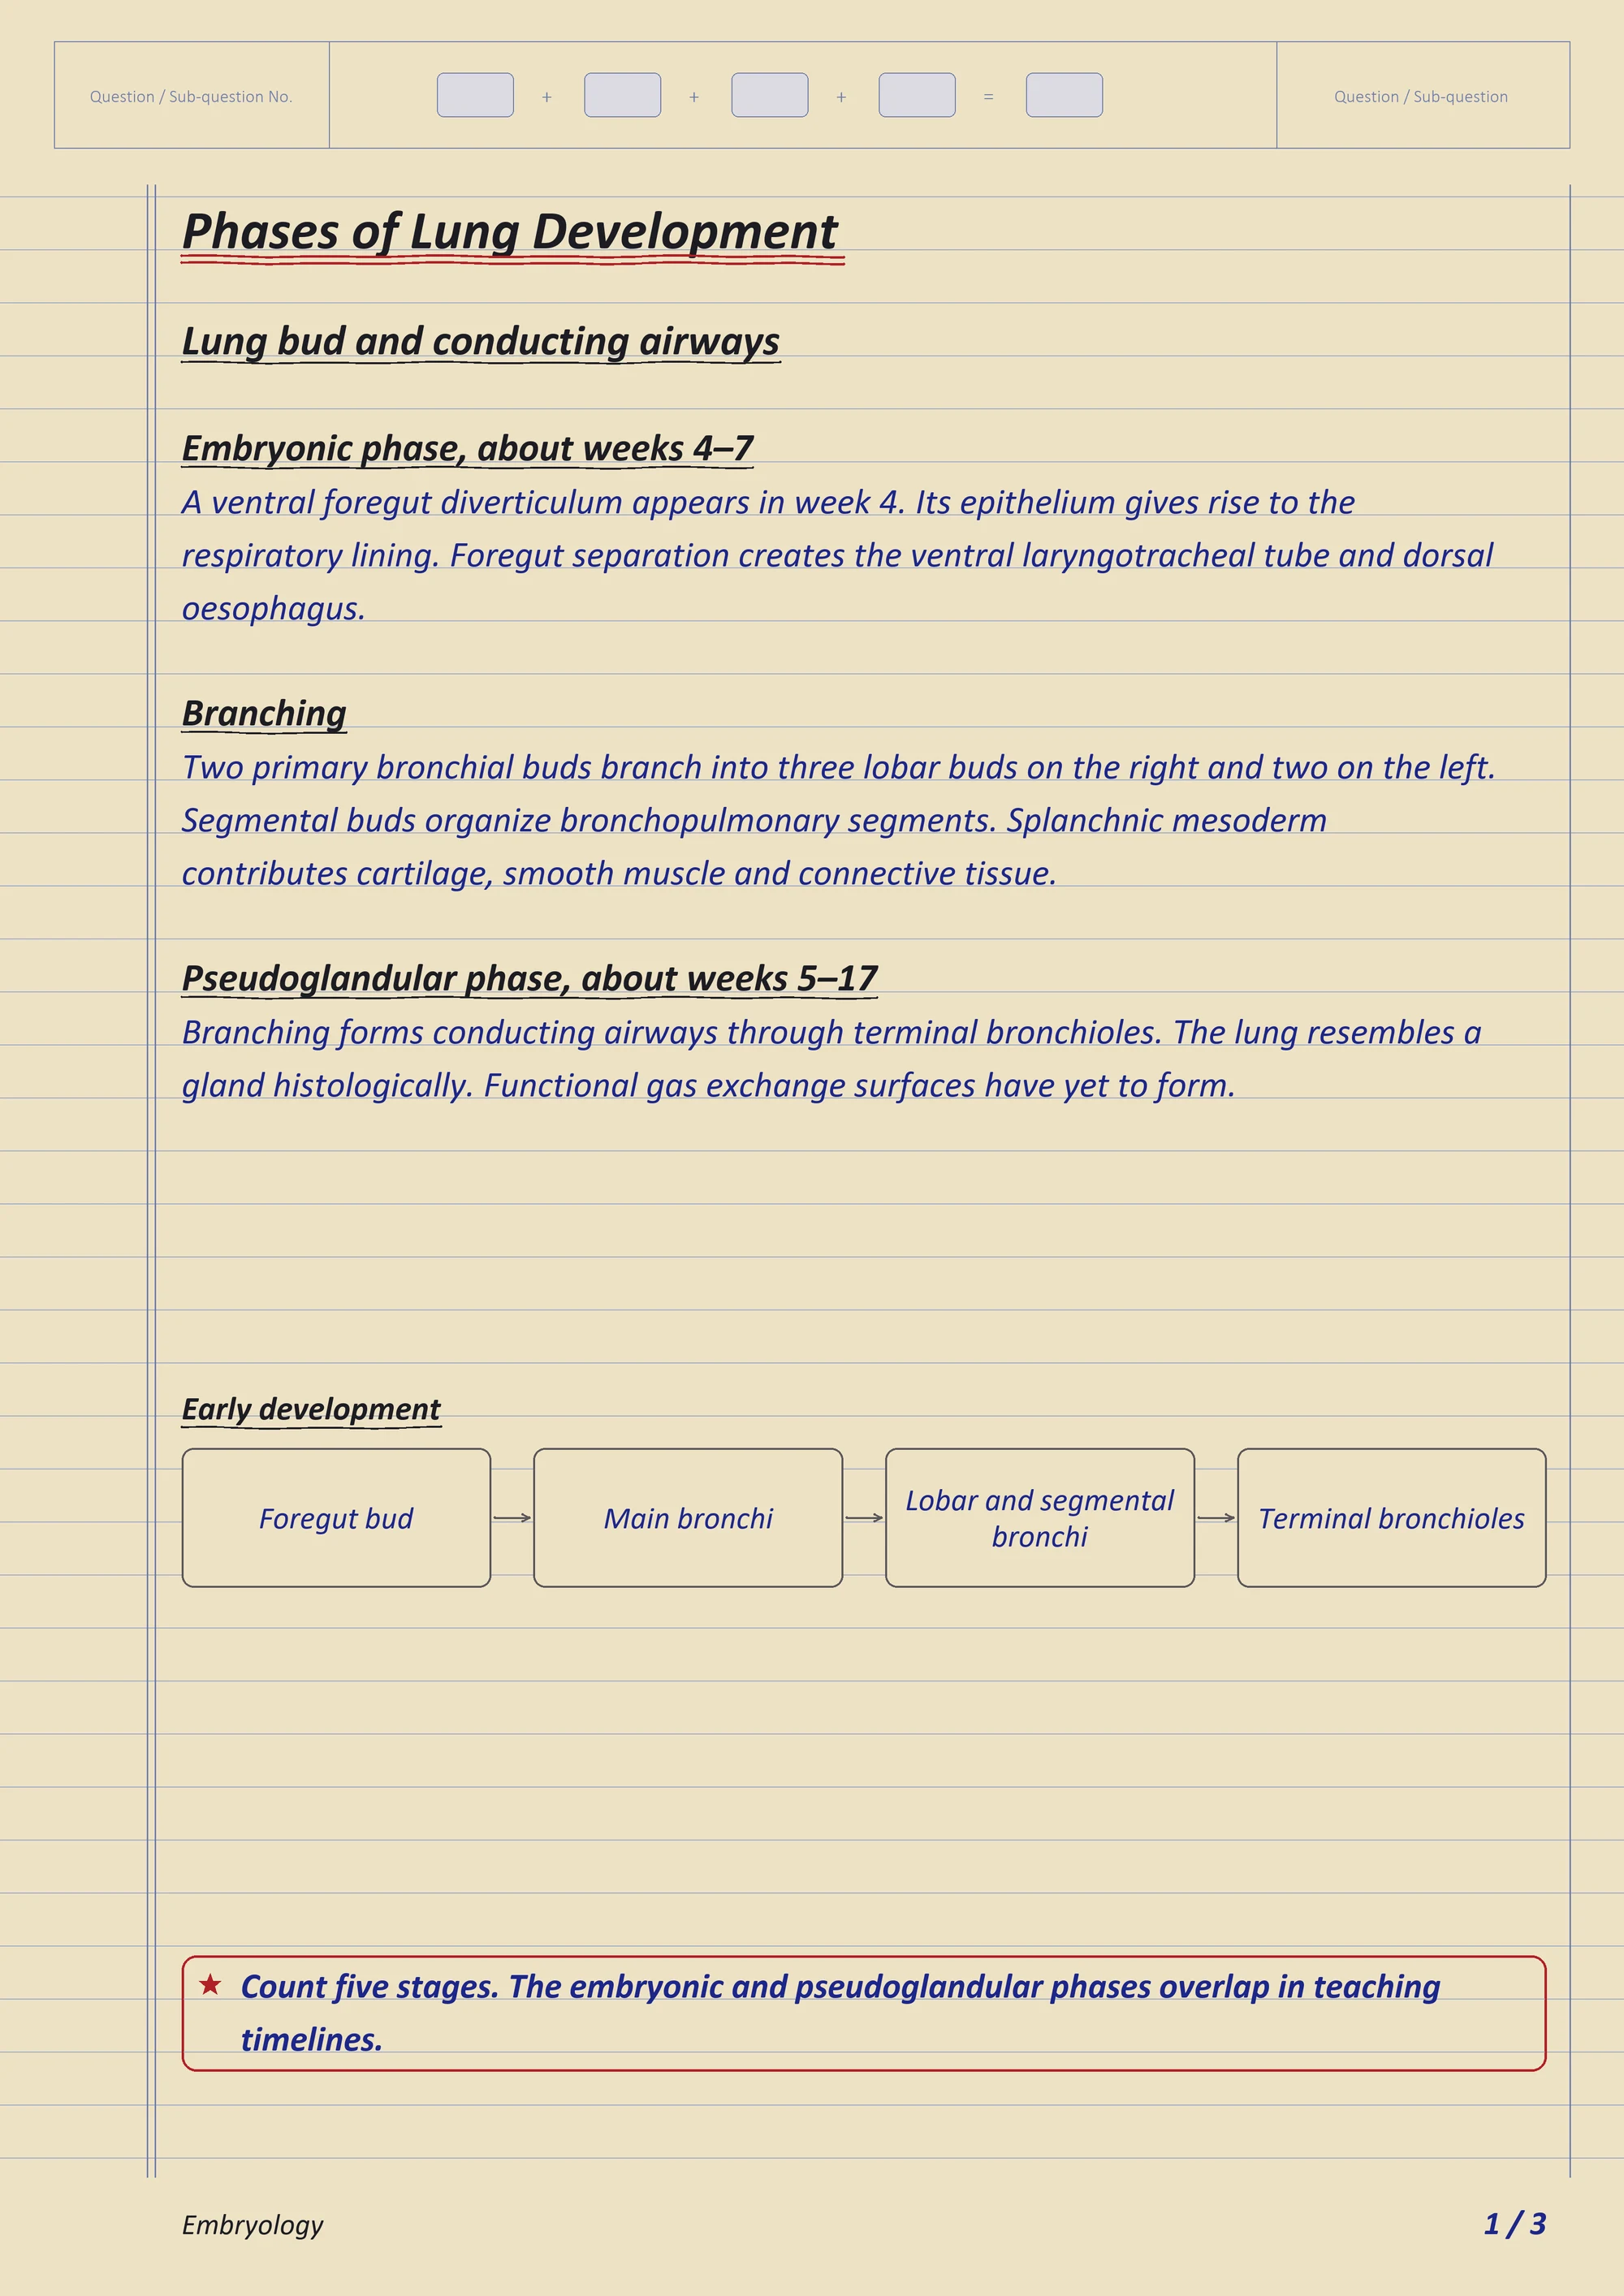 Question / Sub-question No.
+ + + =
Question / Sub-question
Phases of Lung Development
Lung bud and conducting airways
Embryonic phase, about weeks 4–7
A ventral foregut diverticulum appears in week 4. Its epithelium gives rise to the
respiratory lining. Foregut separation creates the ventral laryngotracheal tube and dorsal
oesophagus.
Branching
Two primary bronchial buds branch into three lobar buds on the right and two on the left.
Segmental buds organize bronchopulmonary segments. Splanchnic mesoderm
contributes cartilage, smooth muscle and connective tissue.
Pseudoglandular phase, about weeks 5–17
Branching forms conducting airways through terminal bronchioles. The lung resembles a
gland histologically. Functional gas exchange surfaces have yet to form.
Early development
Foregut bud
Main bronchi
Lobar and segmental
bronchi
Terminal bronchioles
★ Count five stages. The embryonic and pseudoglandular phases overlap in teaching
timelines.
Embryology
1 / 3